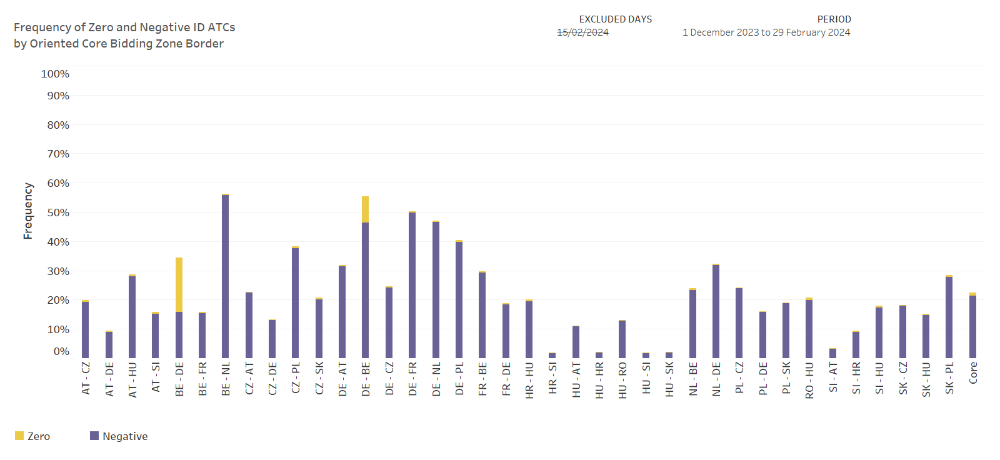 Frequency of Zero and Negative ID ATCs
by Oriented Core Bidding Zone Border
EXCLUDED DAYS
15/02/2024
PERIOD
1 December 2023 to 29 February 2024
Frequency
100%
90%
80%
70%
60%
50%
40%
30%
20%
10%
0%
AT - CZ
AT - DE
AT - HU
AT - SI
BE - DE
BE - FR
BE - NL
CZ - AT
CZ - DE
CZ - PL
CZ - SK
DE - AT
DE - BE
DE - CZ
DE - FR
DE - NL
DE - PL
FR - BE
FR - DE
HR - HU
HR - SI
HU - AT
HU - HR
HU - RO
HU - SI
HU - SK
NL - BE
NL - DE
PL - CZ
PL - DE
PL - SK
RO - HU
SI - AT
SI - HR
SI - HU
SK - CZ
SK - HU
SK - PL
Core
Zero
Negative